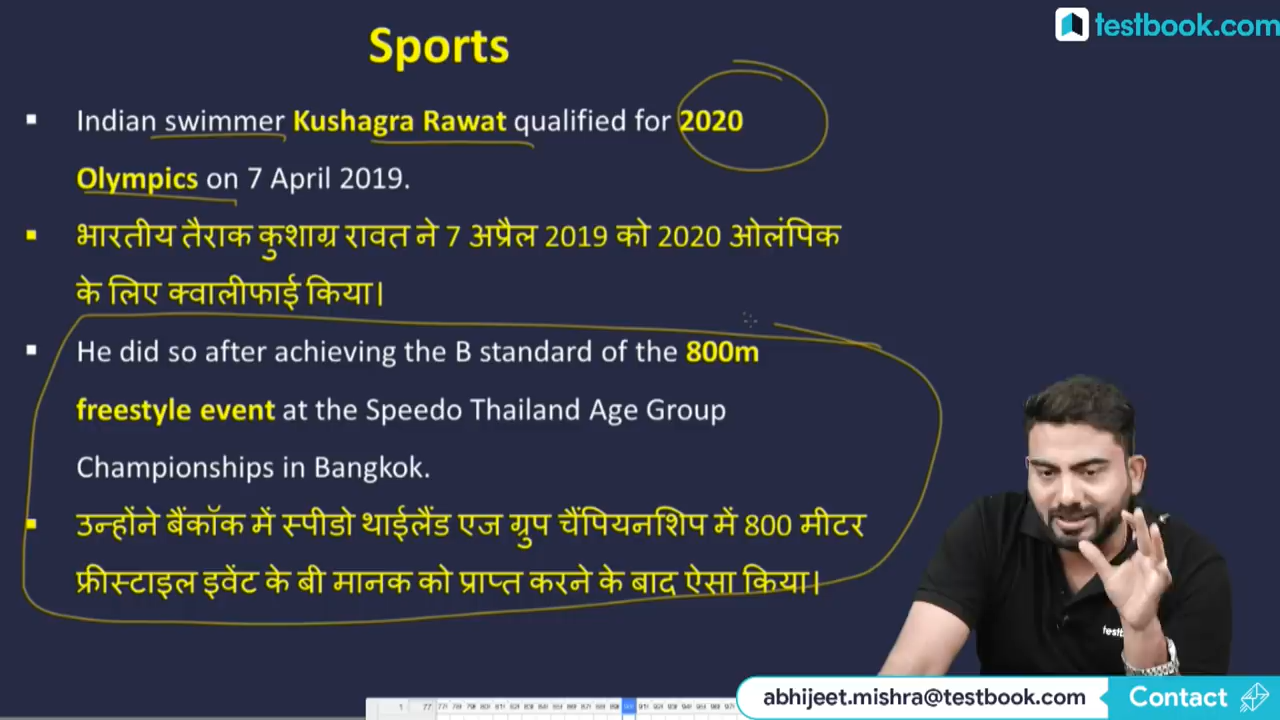 testbook.com
Sports
Indian swimmer Kushagra Rawat qualified for 2020
Olympics on 7 April 2019.
भारतीय तैराक कुशाग्र रावत ने 7 अप्रैल 2019 को 2020 ओलंपिक
के लिए क्वालीफाई किया।
He did so after achieving the B standard of the 800m
freestyle event at the Speedo Thailand Age Group
Championships in Bangkok.
उन्होंने बैंकॉक में स्पीडो थाईलैंड एज ग्रुप चैंपियनशिप में 800 मीटर
फ्रीस्टाइल इवेंट के बी मानक को प्राप्त करने के बाद ऐसा किया।
abhijeet.mishra@testbook.com Contact